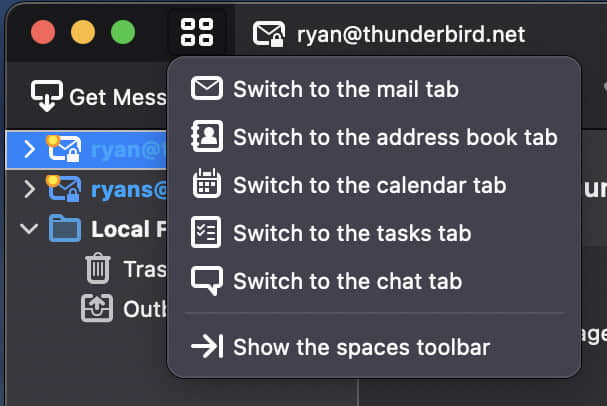 ryan@thunderbird.net
Get Mess
Switch to the mail tab
Switch to the address book tab
ryan@
Switch to the calendar tab
ryans@
Switch to the tasks tab
Local F
Switch to the chat tab
Tras
Outb
Show the spaces toolbar